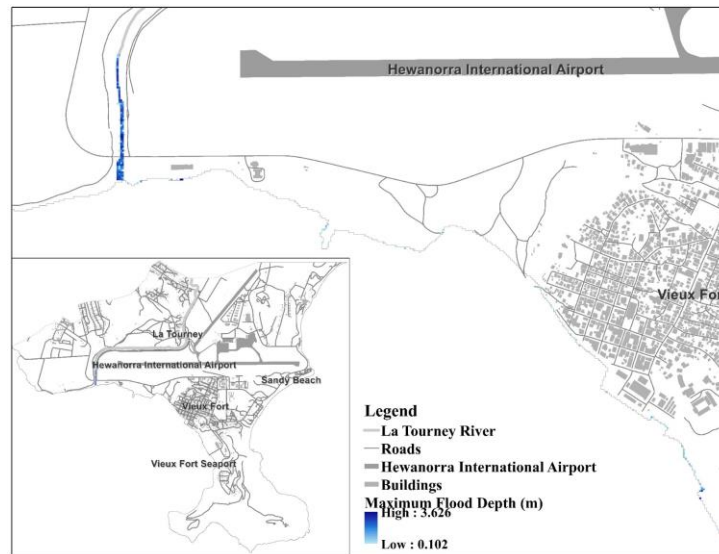 Hewanorra International Airport
Vieux For
La Tourney
Hewanorra International Airport
Sandy Beach
Vieux Fort
Vieux Fort Seaport
Legend
La Tourney River
Roads
Hewanorra International Airport
Buildings
Maximum Flood Depth (m)
High : 3.626
Low : 0.102